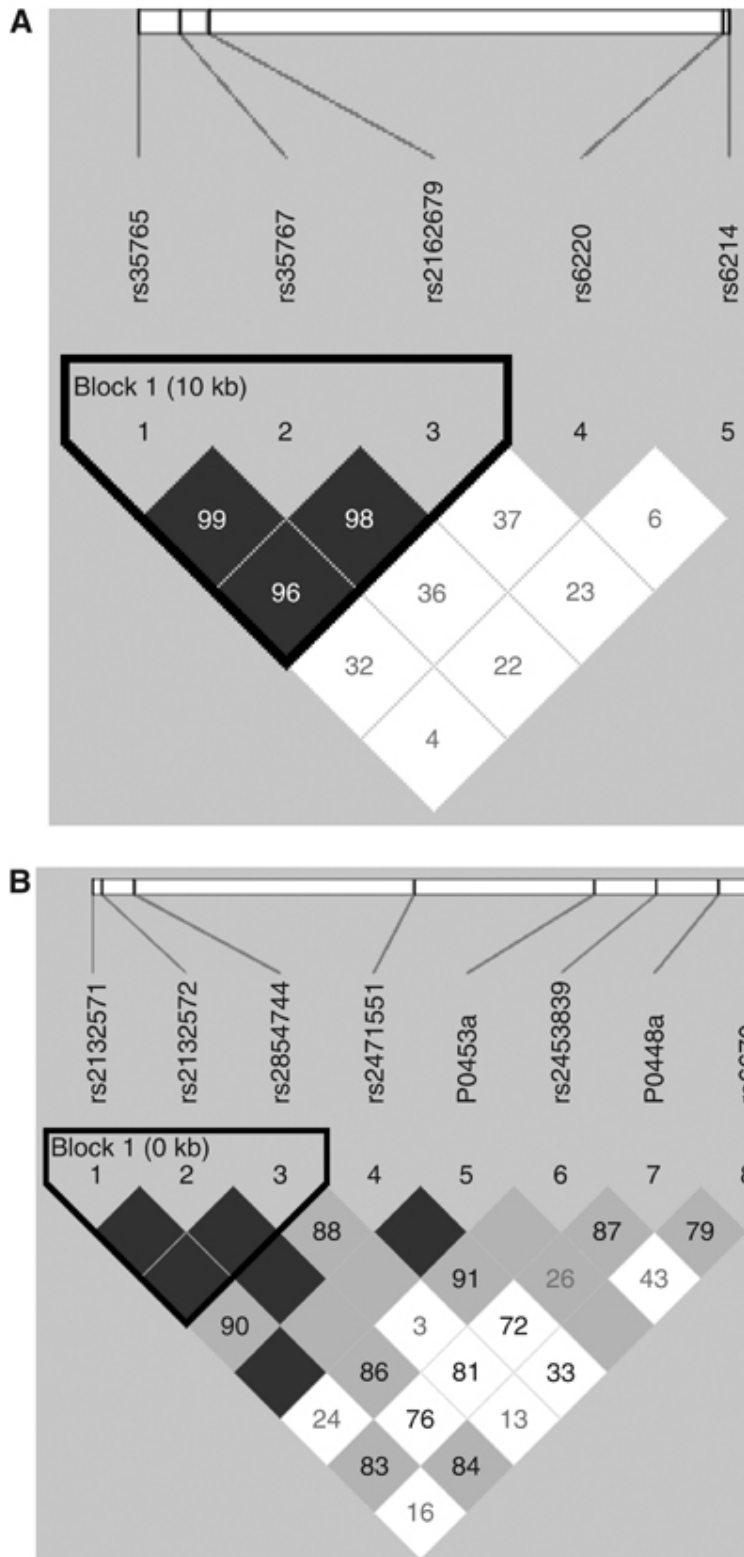 A
rs35765
rs35767
rs2162679
rs6220
rs6214
Block 1 (10 kb)
1 2 3 4 5
99 98 37 6
96 36 23
32 22
4
B
rs2132571
rs2132572
rs2854744
rs2471551
P0453a
rs2453839
P0448a
Block 1 (0 kb)
1 2 3 4 5 6 7 8
88 87 79
91 26 43
90 3 72
86 81 33
24 76 13
83 84
16